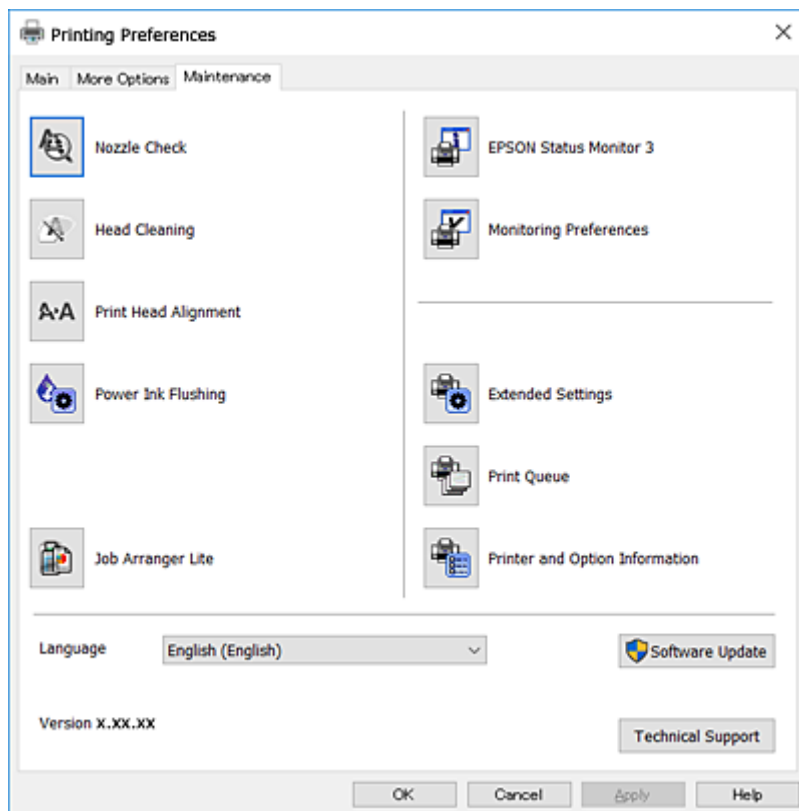 Printing Preferences
Main More Options Maintenance
Nozzle Check
Head Cleaning
A·A Print Head Alignment
Power Ink Flushing
Job Arranger Lite
EPSON Status Monitor 3
Monitoring Preferences
Extended Settings
Print Queue
Printer and Option Information
Language English (English) Software Update
Version X.XX.XX
Technical Support
OK Cancel Apply Help